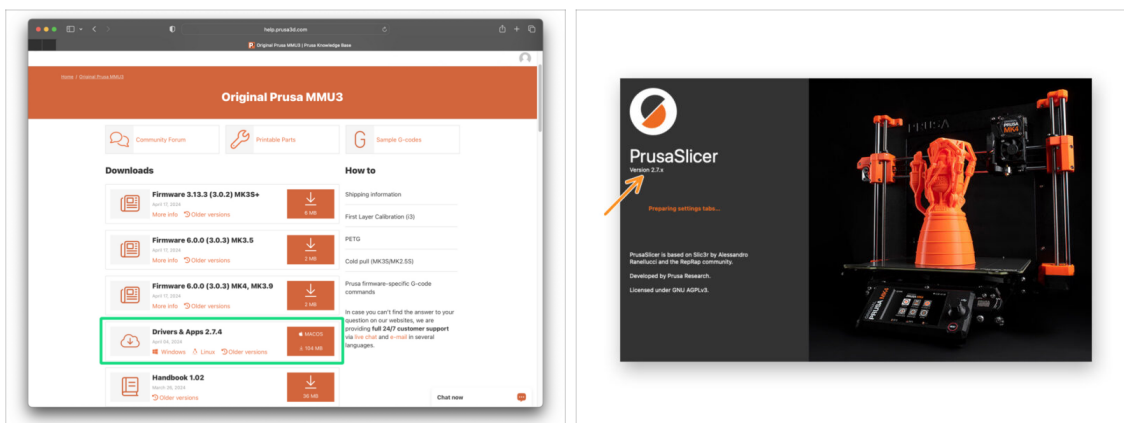 help.prusa3d.com
Original Prusa MMU3 | Prusa Knowledge Base
Home / Original Prusa MMU3
Original Prusa MMU3
Community Forum
Printable Parts
G
Sample G-codes
Downloads
Firmware 3.13.3 (3.0.2) MK3S+
April 17, 2024
More info Older versions
8 MB
Firmware 6.0.0 (3.0.3) MK3.5
April 17, 2024
More info Older versions
2 MB
Firmware 6.0.0 (3.0.3) MK4, MK3.9
April 17, 2024
More info Older versions
2 MB
Drivers & Apps 2.7.4
April 04, 2024
Windows Linux Older versions
MACOS
104 MB
Handbook 1.02
March 26, 2024
Older versions
36 MB
How to
Shipping information
First Layer Calibration (i3)
PETG
Cold pull (MK3S/MK2.5S)
Prusa firmware-specific G-code
commands
In case you can't find the answer to your
question on our websites, we are
providing full 24/7 customer support
via live chat and e-mail in several
languages.
Chat now
PrusaSlicer
Version 2.7.x
Preparing settings tabs...
PrusaSlicer is based on Slic3r by Alessandro
Ranellucci and the RepRap community.
Developed by Prusa Research.
Licensed under GNU AGPLv3.
PRUSA
PRUSA
MK4
ORIGINAL
PRUSA MK4